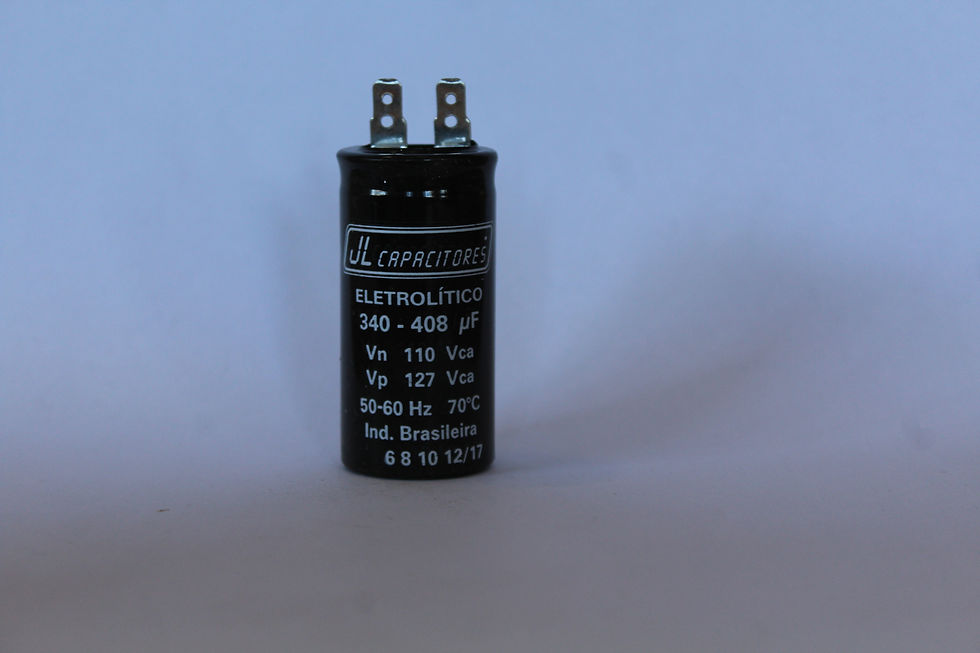 JL CAPACITORES
ELETROLÍTICO
340 - 408 µF
Vn 110 Vca
Vp 127 Vca
50-60 Hz 70°C
Ind. Brasileira
6 8 10 12/17